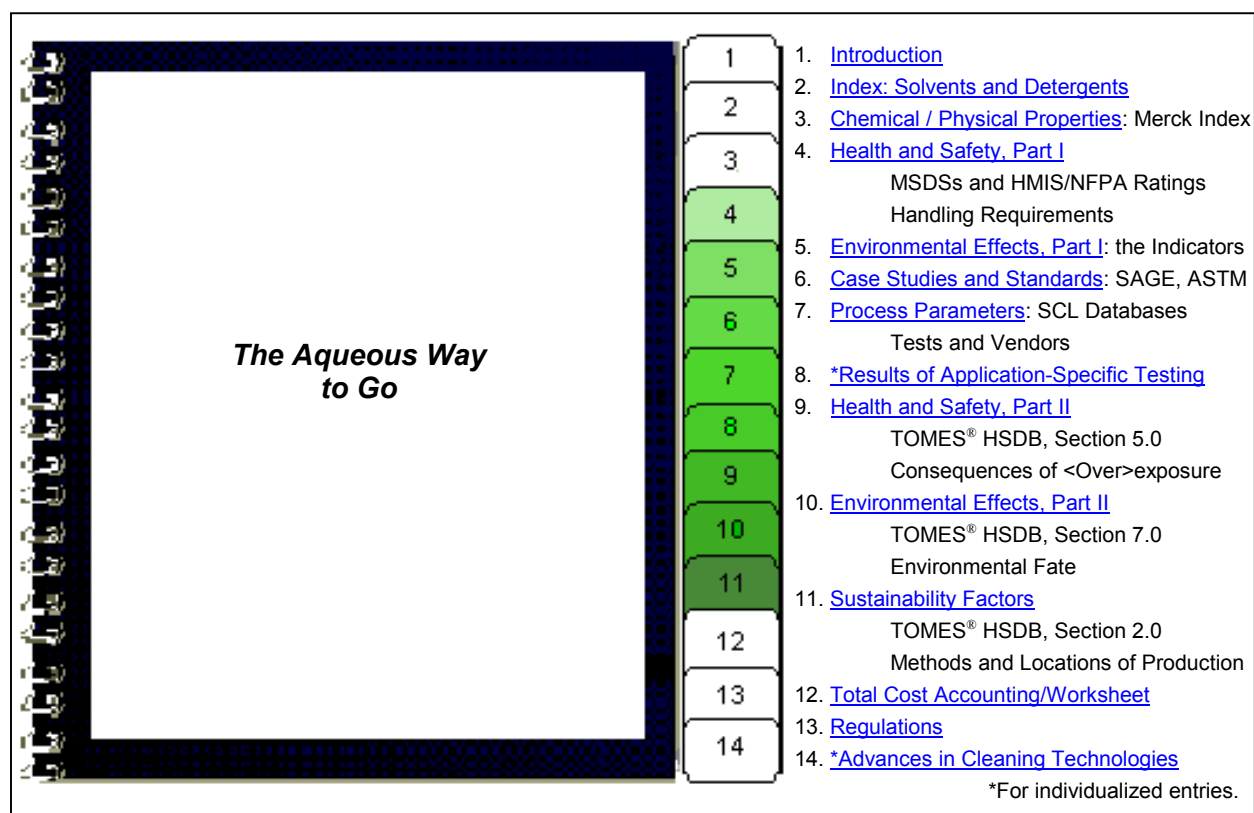 The Aqueous Way
to Go
1
2
3
4
5
6
7
8
9
10
11
12
13
14
1. Introduction
2. Index: Solvents and Detergents
3. Chemical / Physical Properties: Merck Index
4. Health and Safety, Part I
MSDSs and HMIS/NFPA Ratings
Handling Requirements
5. Environmental Effects, Part I: the Indicators
6. Case Studies and Standards: SAGE, ASTM
7. Process Parameters: SCL Databases
Tests and Vendors
8. *Results of Application-Specific Testing
9. Health and Safety, Part II
TOMES® HSDB, Section 5.0
Consequences of <Over>exposure
10. Environmental Effects, Part II
TOMES® HSDB, Section 7.0
Environmental Fate
11. Sustainability Factors
TOMES® HSDB, Section 2.0
Methods and Locations of Production
12. Total Cost Accounting/Worksheet
13. Regulations
14. *Advances in Cleaning Technologies
*For individualized entries.